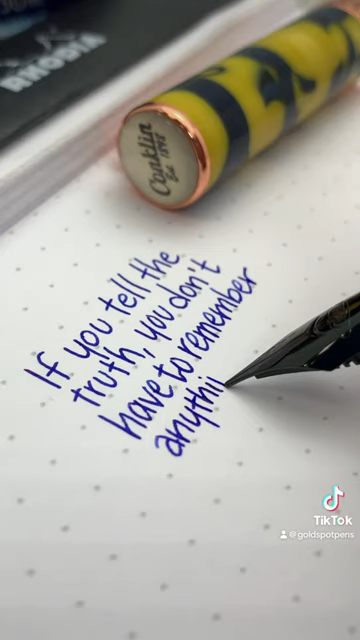 RHODIA
Conklin
Est. 1898
If you tell the
truth, you don't
have to remember
anythi
TikTok
@goldspotpens